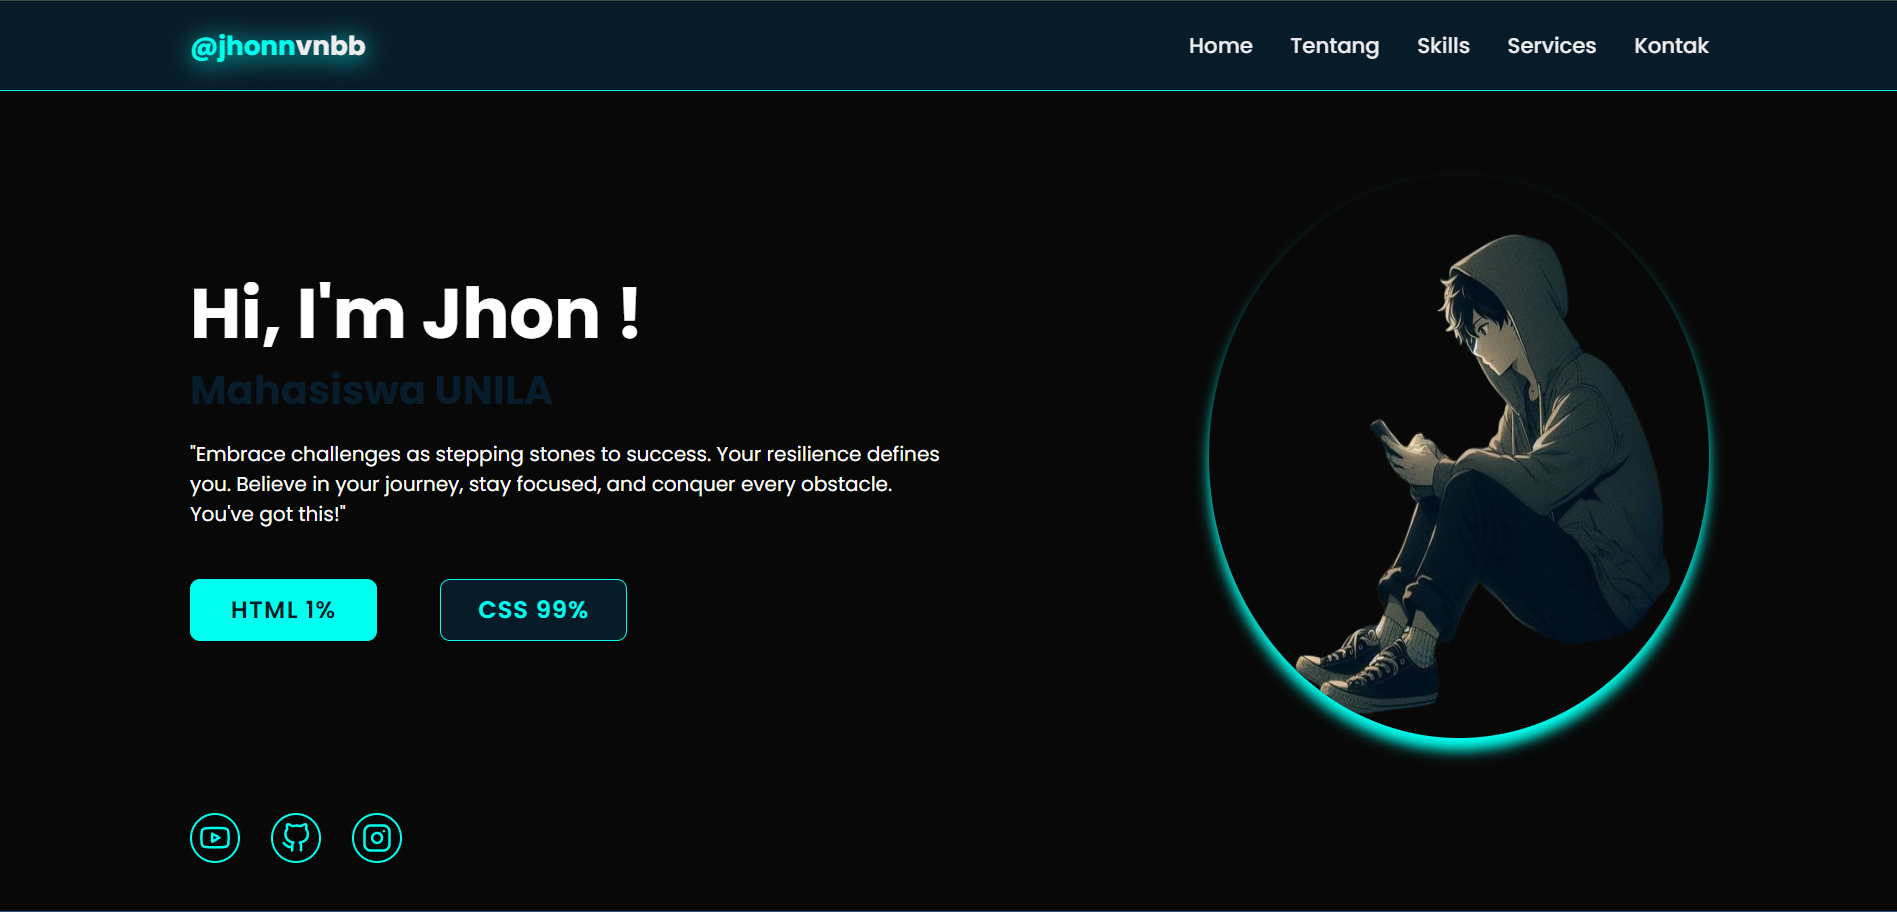 @jhonnvnbb
Home Tentang Skills Services Kontak
Hi, I'm Jhon !
Mahasiswa UNILA
"Embrace challenges as stepping stones to success. Your resilience defines
you. Believe in your journey, stay focused, and conquer every obstacle.
You've got this!"
HTML 1% CSS 99%